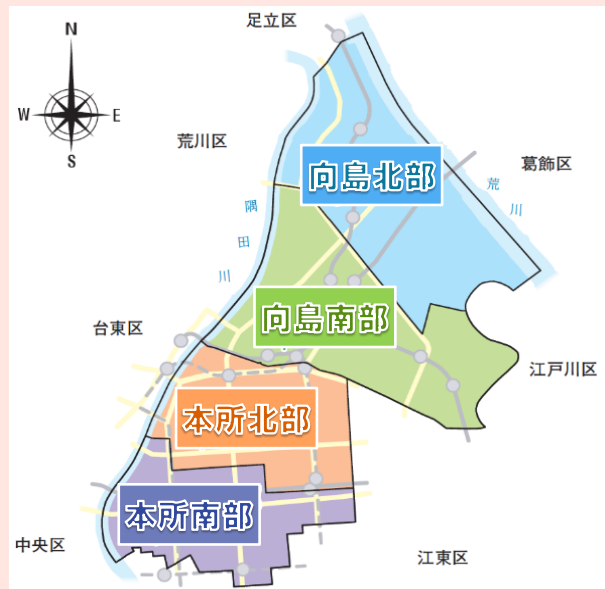 足立区
N
W
E
S
荒川区
葛飾区
向島北部
荒川
隅田川
向島南部
台東区
江戸川区
本所北部
本所南部
中央区
江東区